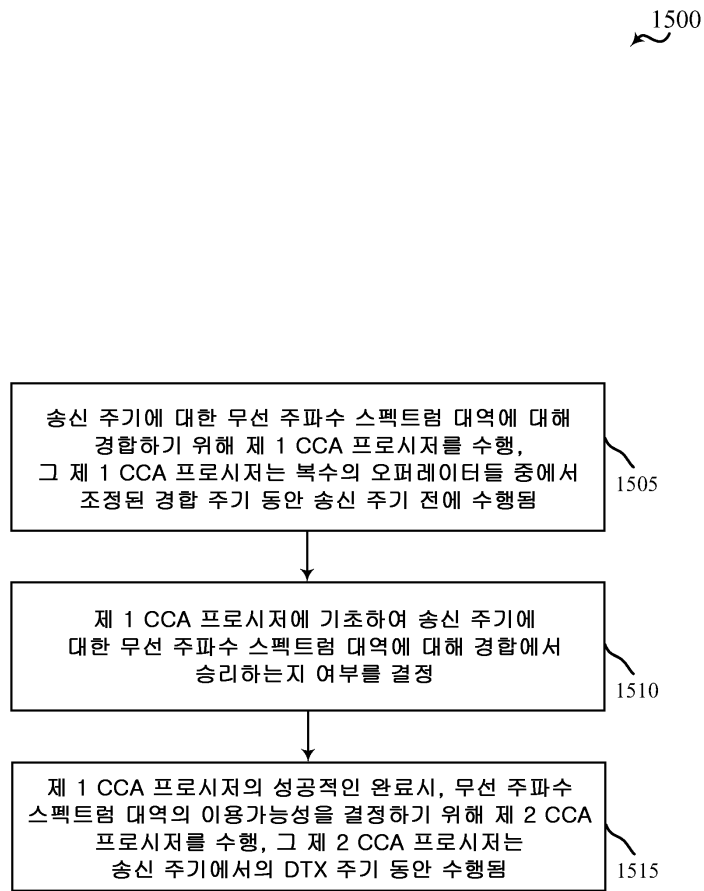 1500
송신 주기에 대한 무선 주파수 스펙트럼 대역에 대해
경합하기 위해 제 1 CCA 프로시저를 수행,
그 제 1 CCA 프로시저는 복수의 오퍼레이터들 중에서
조정된 경합 주기 동안 송신 주기 전에 수행됨
1505
제 1 CCA 프로시저에 기초하여 송신 주기에
대한 무선 주파수 스펙트럼 대역에 대해 경합에서
승리하는지 여부를 결정
1510
제 1 CCA 프로시저의 성공적인 완료시, 무선 주파수
스펙트럼 대역의 이용가능성을 결정하기 위해 제 2 CCA
프로시저를 수행, 그 제 2 CCA 프로시저는
송신 주기에서의 DTX 주기 동안 수행됨
1515